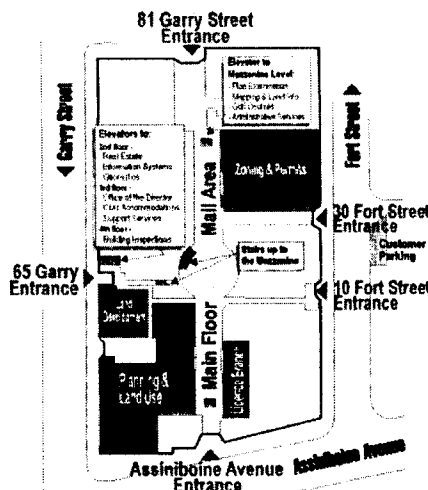 81 Garry Street
Entrance
Elevator to
Mezzanine Level:
- Plan Examination
- Mapping & Land Info
- Administrative Services
Garry Street
Fort Street
Elevators to:
2nd floor -
Real Estate
Information Systems
Geomatics
3rd floor -
Office of the Director
Civic Accommodations
Support Services
4th floor -
Building Inspections
Mall Area
Zoning & Permits
30 Fort Street
Entrance
Customer
Parking
Stairs up to
the Mezzanine
65 Garry
Entrance
10 Fort Street
Entrance
Land
Development
Main Floor
Planning &
Land Use
Licence Branch
Assiniboine Avenue
Assiniboine Avenue
Entrance